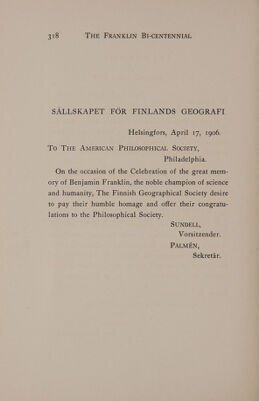 318 THE FRANKLIN BI-CENTENNIAL
SÄLLSKAPET FÖR FINLANDS GEOGRAFI
Helsingfors, April 17, 1906.
To THE AMERICAN PHILOSOPHICAL SOCIETY,
Philadelphia.
On the occasion of the Celebration of the great mem-
ory of Benjamin Franklin, the noble champion of science
and humanity, The Finnish Geographical Society desire
to pay their humble homage and offer their congratu-
lations to the Philosophical Society.
SUNDELL,
Vorsitzender.
PALMÉN,
Sekretär.